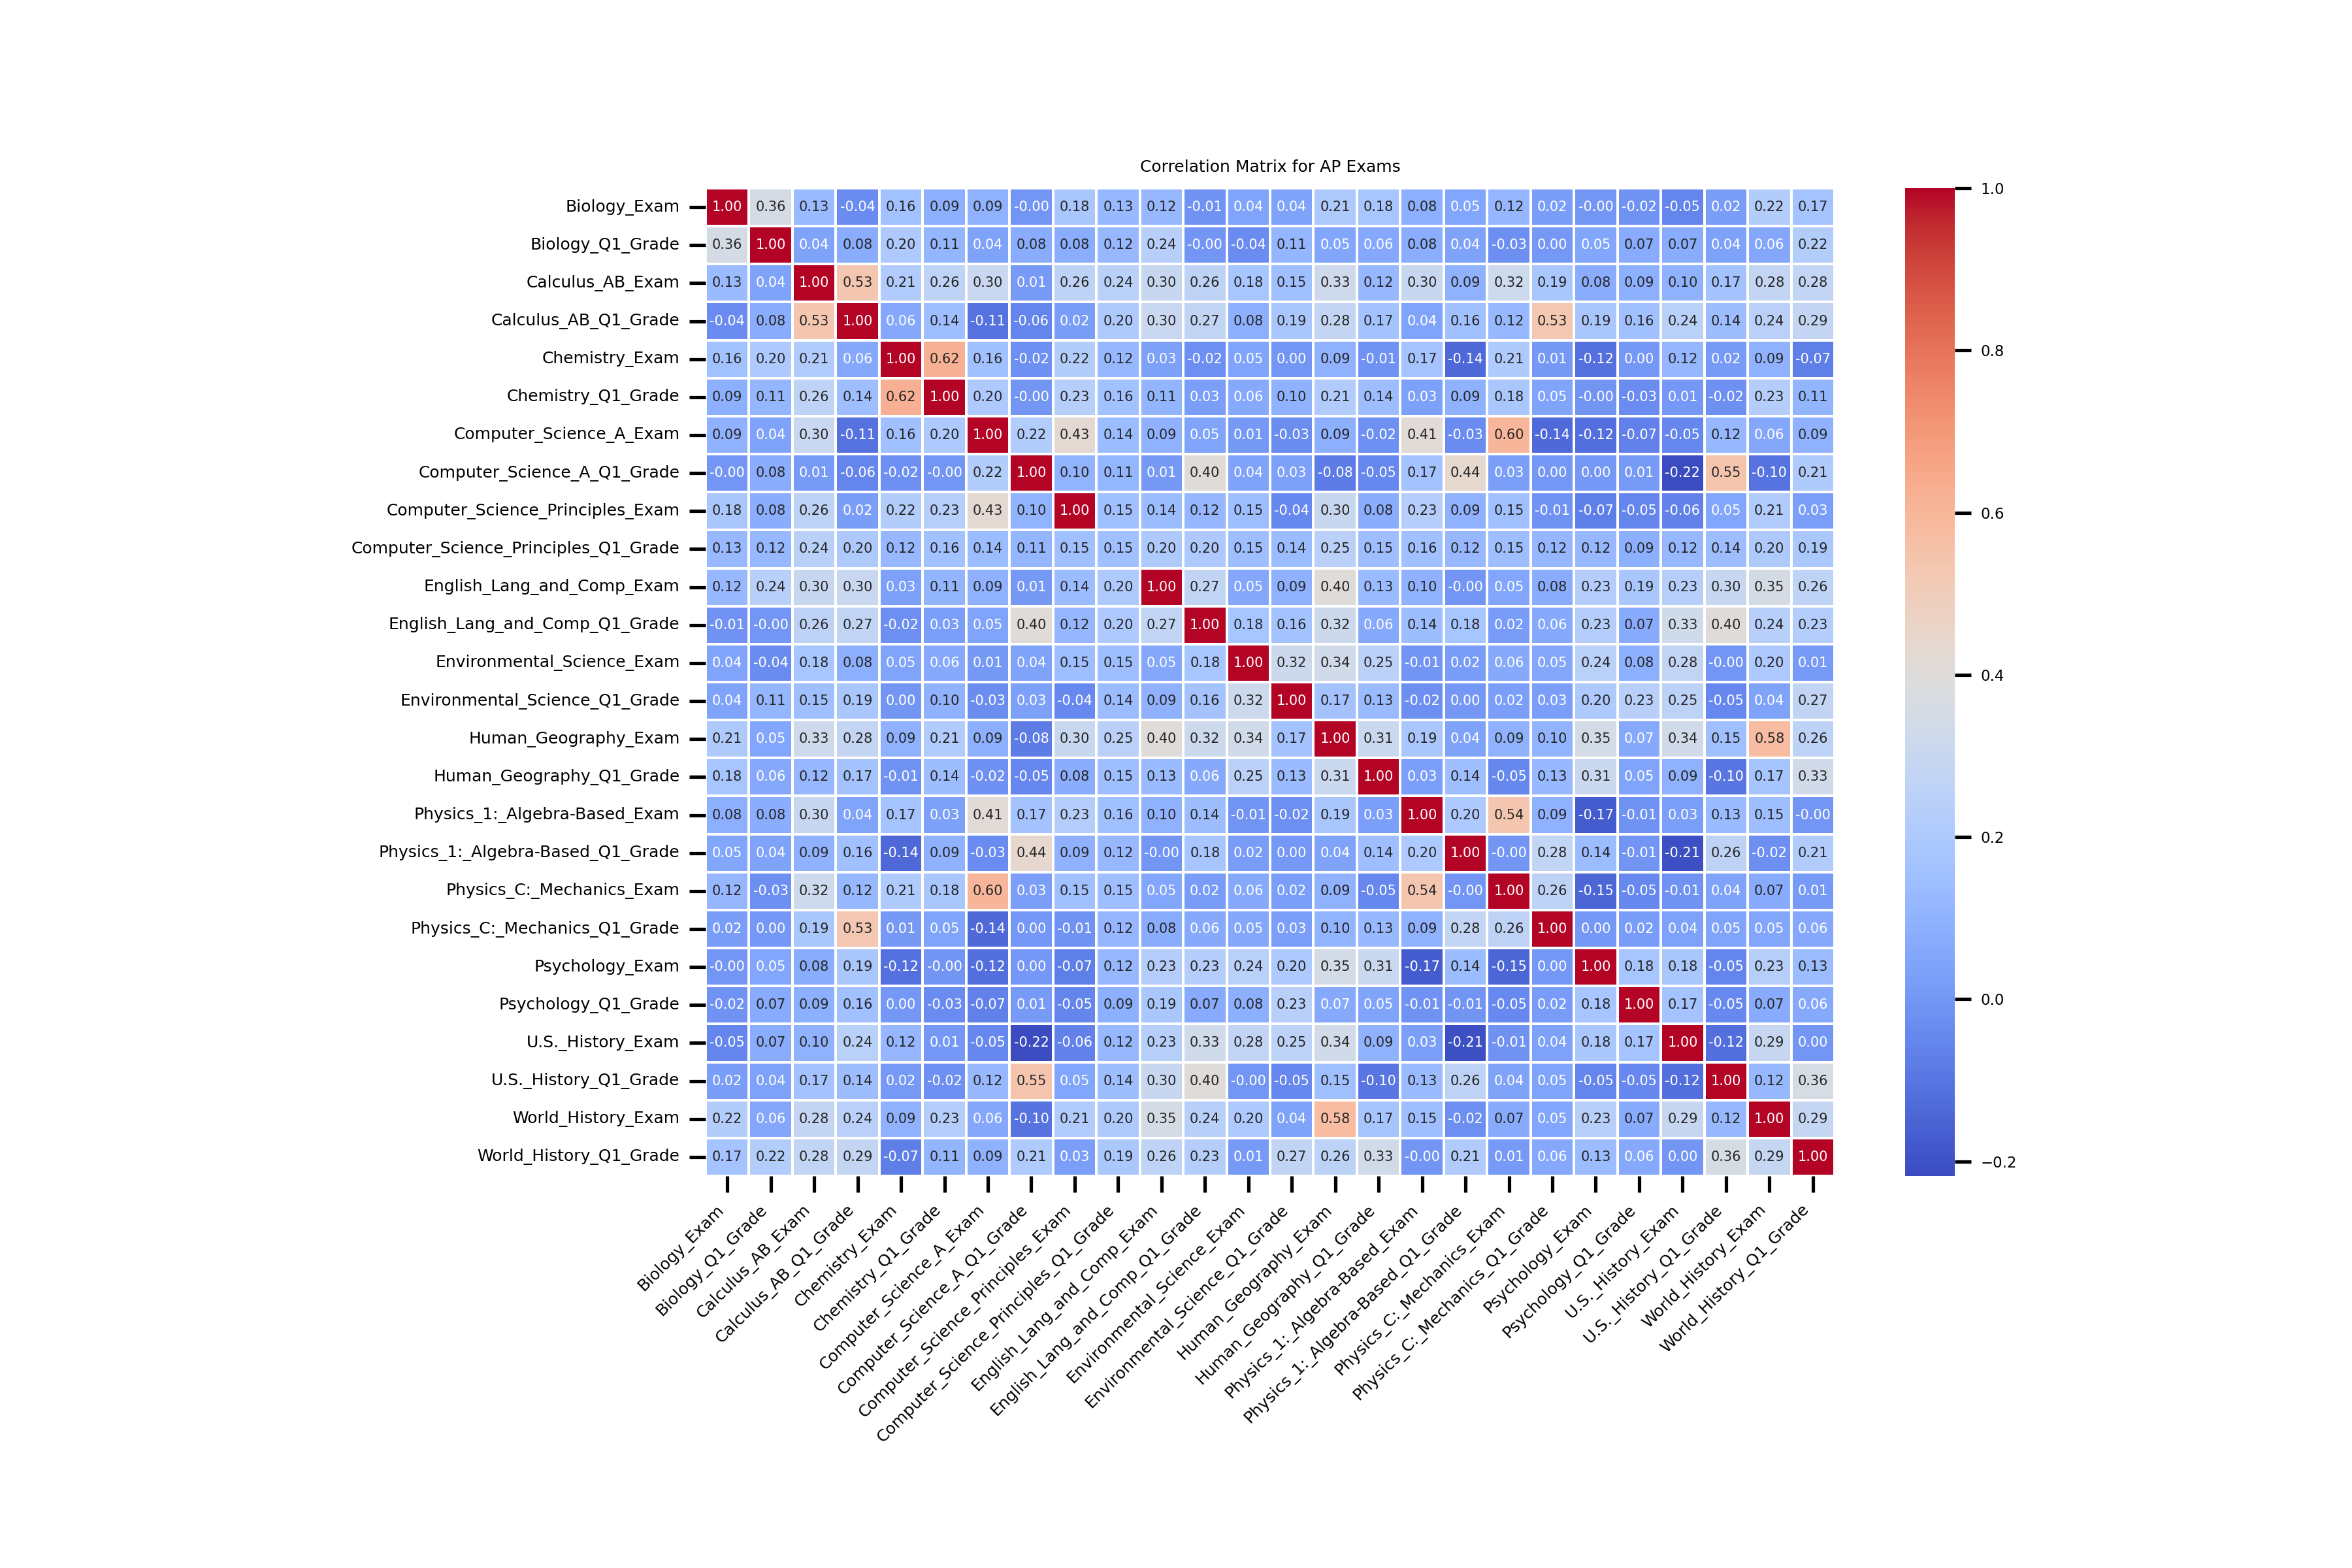 Correlation Matrix for AP Exams
Biology_Exam 1.00 0.36 0.13 -0.04 0.16 0.09 0.09 -0.00 0.18 0.13 0.12 -0.01 0.04 0.04 0.21 0.18 0.08 0.05 0.12 0.02 -0.00 -0.02 -0.05 0.02 0.22 0.17
Biology_Q1_Grade 0.36 1.00 0.04 0.08 0.20 0.11 0.04 0.08 0.08 0.12 0.24 -0.00 -0.04 0.11 0.05 0.06 0.08 0.04 -0.03 0.00 0.05 0.07 0.07 0.04 0.06 0.22
Calculus_AB_Exam 0.13 0.04 1.00 0.53 0.21 0.26 0.30 0.01 0.26 0.24 0.30 0.26 0.18 0.15 0.33 0.12 0.30 0.09 0.32 0.19 0.08 0.09 0.10 0.17 0.28 0.28
Calculus_AB_Q1_Grade -0.04 0.08 0.53 1.00 0.06 0.14 -0.11 -0.06 0.02 0.20 0.30 0.27 0.08 0.19 0.28 0.17 0.04 0.16 0.12 0.53 0.19 0.16 0.24 0.14 0.24 0.29
Chemistry_Exam 0.16 0.20 0.21 0.06 1.00 0.62 0.16 -0.02 0.22 0.12 0.03 -0.02 0.05 0.00 0.09 -0.01 0.17 -0.14 0.21 0.01 -0.12 0.00 0.12 0.02 0.09 -0.07
Chemistry_Q1_Grade 0.09 0.11 0.26 0.14 0.62 1.00 0.20 -0.00 0.23 0.16 0.11 0.03 0.06 0.10 0.21 0.14 0.03 0.09 0.18 0.05 -0.00 -0.03 0.01 -0.02 0.23 0.11
Computer_Science_A_Exam 0.09 0.04 0.30 -0.11 0.16 0.20 1.00 0.22 0.43 0.14 0.09 0.05 0.01 -0.03 0.09 -0.02 0.41 -0.03 0.60 -0.14 -0.12 -0.07 -0.05 0.12 0.06 0.09
Computer_Science_A_Q1_Grade -0.00 0.08 0.01 -0.06 -0.02 -0.00 0.22 1.00 0.10 0.11 0.01 0.40 0.04 0.03 -0.08 -0.05 0.17 0.44 0.03 0.00 0.00 0.01 -0.22 0.55 -0.10 0.21
Computer_Science_Principles_Exam 0.18 0.08 0.26 0.02 0.22 0.23 0.43 0.10 1.00 0.15 0.14 0.12 0.15 -0.04 0.30 0.08 0.23 0.09 0.15 -0.01 -0.07 -0.05 -0.06 0.05 0.21 0.03
Computer_Science_Principles_Q1_Grade 0.13 0.12 0.24 0.20 0.12 0.16 0.14 0.11 0.15 0.15 0.20 0.20 0.15 0.14 0.25 0.15 0.16 0.12 0.15 0.12 0.12 0.09 0.12 0.14 0.20 0.19
English_Lang_and_Comp_Exam 0.12 0.24 0.30 0.30 0.03 0.11 0.09 0.01 0.14 0.20 1.00 0.27 0.05 0.09 0.40 0.13 0.10 -0.00 0.05 0.08 0.23 0.19 0.23 0.30 0.35 0.26
English_Lang_and_Comp_Q1_Grade -0.01 -0.00 0.26 0.27 -0.02 0.03 0.05 0.40 0.12 0.20 0.27 1.00 0.18 0.16 0.32 0.06 0.14 0.18 0.02 0.06 0.23 0.07 0.33 0.40 0.24 0.23
Environmental_Science_Exam 0.04 -0.04 0.18 0.08 0.05 0.06 0.01 0.04 0.15 0.15 0.05 0.18 1.00 0.32 0.34 0.25 -0.01 0.02 0.06 0.05 0.24 0.08 0.28 -0.00 0.20 0.01
Environmental_Science_Q1_Grade 0.04 0.11 0.15 0.19 0.00 0.10 -0.03 0.03 -0.04 0.14 0.09 0.16 0.32 1.00 0.17 0.13 -0.02 0.00 0.02 0.03 0.20 0.23 0.25 -0.05 0.04 0.27
Human_Geography_Exam 0.21 0.05 0.33 0.28 0.09 0.21 0.09 -0.08 0.30 0.25 0.40 0.32 0.34 0.17 1.00 0.31 0.19 0.04 0.09 0.10 0.35 0.07 0.34 0.15 0.58 0.26
Human_Geography_Q1_Grade 0.18 0.06 0.12 0.17 -0.01 0.14 -0.02 -0.05 0.08 0.15 0.13 0.06 0.25 0.13 0.31 1.00 0.03 0.14 -0.05 0.13 0.31 0.05 0.09 -0.10 0.17 0.33
Physics_1:_Algebra-Based_Exam 0.08 0.08 0.30 0.04 0.17 0.03 0.41 0.17 0.23 0.16 0.10 0.14 -0.01 -0.02 0.19 0.03 1.00 0.20 0.54 0.09 -0.17 -0.01 0.03 0.13 0.15 -0.00
Physics_1:_Algebra-Based_Q1_Grade 0.05 0.04 0.09 0.16 -0.14 0.09 -0.03 0.44 0.09 0.12 -0.00 0.18 0.02 0.00 0.04 0.14 0.20 1.00 -0.00 0.28 0.14 -0.01 -0.21 0.26 -0.02 0.21
Physics_C:_Mechanics_Exam 0.12 -0.03 0.32 0.12 0.21 0.18 0.60 0.03 0.15 0.15 0.05 0.02 0.06 0.02 0.09 -0.05 0.54 -0.00 1.00 0.26 -0.15 -0.05 -0.01 0.04 0.07 0.01
Physics_C:_Mechanics_Q1_Grade 0.02 0.00 0.19 0.53 0.01 0.05 -0.14 0.00 -0.01 0.12 0.08 0.06 0.05 0.03 0.10 0.13 0.09 0.28 0.26 1.00 0.00 0.02 0.04 0.05 0.05 0.06
Psychology_Exam -0.00 0.05 0.08 0.19 -0.12 -0.00 -0.12 0.00 -0.07 0.12 0.23 0.23 0.24 0.20 0.35 0.31 -0.17 0.14 -0.15 0.00 1.00 0.18 0.18 -0.05 0.23 0.13
Psychology_Q1_Grade -0.02 0.07 0.09 0.16 0.00 -0.03 -0.07 0.01 -0.05 0.09 0.19 0.07 0.08 0.23 0.07 0.05 -0.01 -0.01 -0.05 0.02 0.18 1.00 0.17 -0.05 0.07 0.06
U.S._History_Exam -0.05 0.07 0.10 0.24 0.12 0.01 -0.05 -0.22 -0.06 0.12 0.23 0.33 0.28 0.25 0.34 0.09 0.03 -0.21 -0.01 0.04 0.18 0.17 1.00 -0.12 0.29 0.00
U.S._History_Q1_Grade 0.02 0.04 0.17 0.14 0.02 -0.02 0.12 0.55 0.05 0.14 0.30 0.40 -0.00 -0.05 0.15 -0.10 0.13 0.26 0.04 0.05 -0.05 -0.05 -0.12 1.00 0.12 0.36
World_History_Exam 0.22 0.06 0.28 0.24 0.09 0.23 0.06 -0.10 0.21 0.20 0.35 0.24 0.20 0.04 0.58 0.17 0.15 -0.02 0.07 0.05 0.23 0.07 0.29 0.12 1.00 0.29
World_History_Q1_Grade 0.17 0.22 0.28 0.29 -0.07 0.11 0.09 0.21 0.03 0.19 0.26 0.23 0.01 0.27 0.26 0.33 -0.00 0.21 0.01 0.06 0.13 0.06 0.00 0.36 0.29 1.00
Biology_Exam
Biology_Q1_Grade
Calculus_AB_Exam
Calculus_AB_Q1_Grade
Chemistry_Exam
Chemistry_Q1_Grade
Computer_Science_A_Exam
Computer_Science_A_Q1_Grade
Computer_Science_Principles_Exam
Computer_Science_Principles_Q1_Grade
English_Lang_and_Comp_Exam
English_Lang_and_Comp_Q1_Grade
Environmental_Science_Exam
Environmental_Science_Q1_Grade
Human_Geography_Exam
Human_Geography_Q1_Grade
Physics_1:_Algebra-Based_Exam
Physics_1:_Algebra-Based_Q1_Grade
Physics_C:_Mechanics_Exam
Physics_C:_Mechanics_Q1_Grade
Psychology_Exam
Psychology_Q1_Grade
U.S._History_Exam
U.S._History_Q1_Grade
World_History_Exam
World_History_Q1_Grade
1.0
0.8
0.6
0.4
0.2
0.0
−0.2